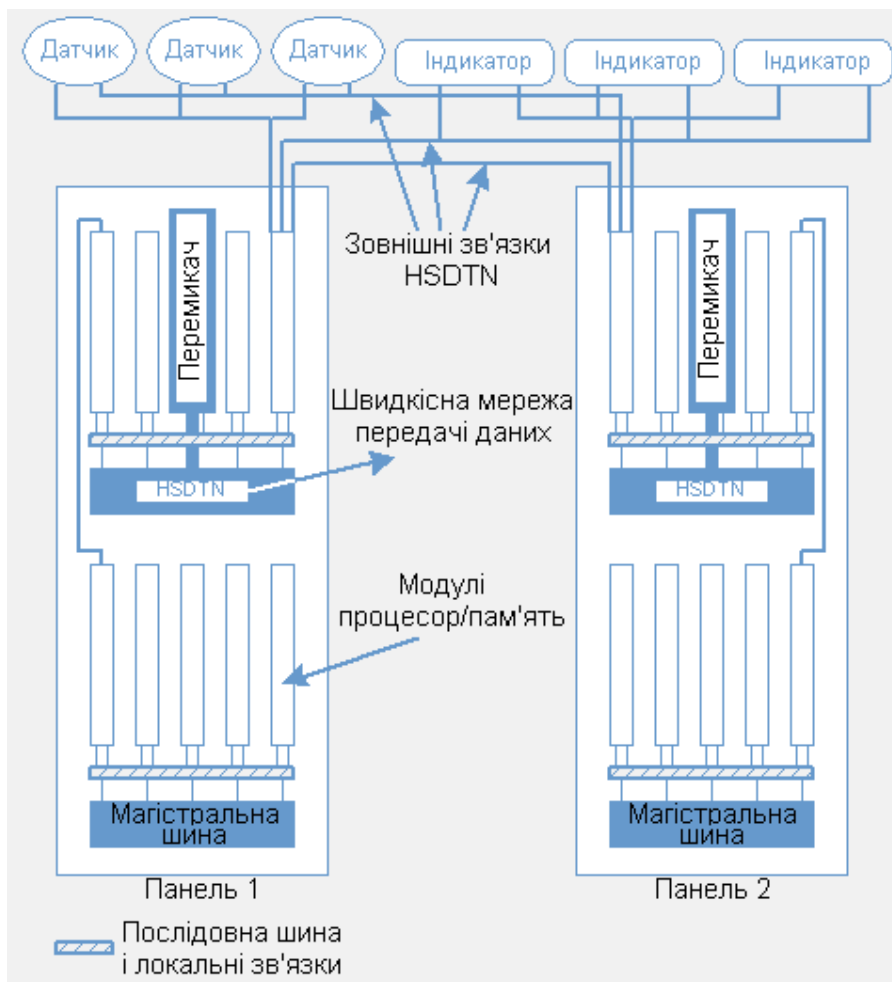 Датчик
Датчик
Датчик
Індикатор
Індикатор
Індикатор
Перемикач
Перемикач
Зовнішні зв'язки
HSDTN
Швидкісна мережа
передачі даних
HSDTN
HSDTN
Модулі
процесор/пам'ять
Магістральна
шина
Магістральна
шина
Панель 1
Панель 2
Послідовна шина
і локальні зв'язки